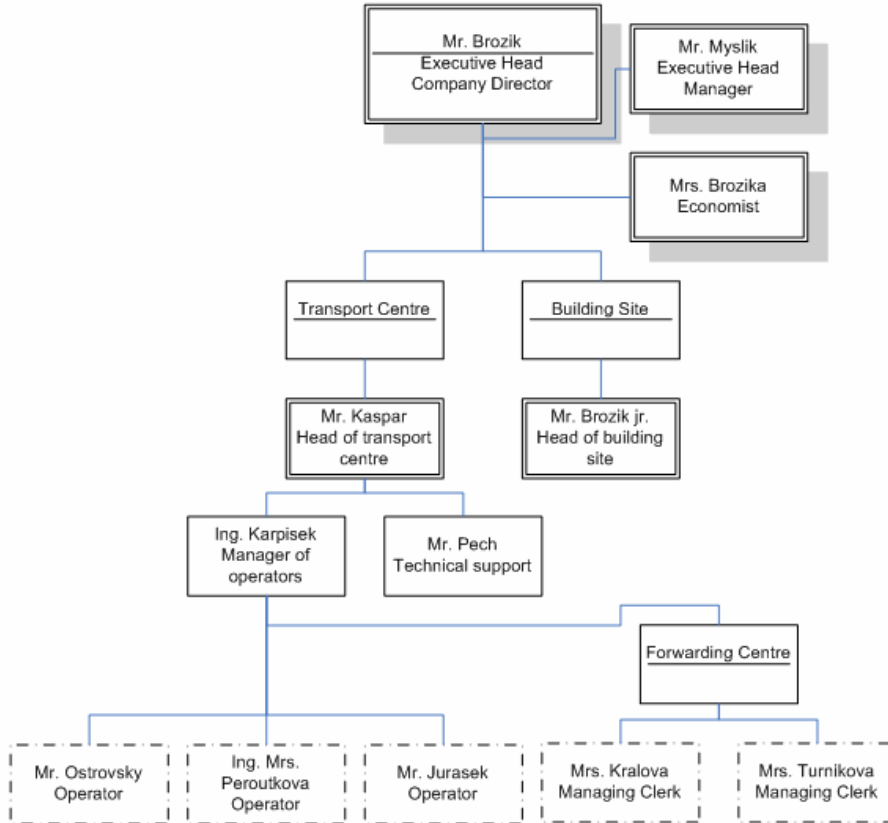 Mr. Brozik
Executive Head
Company Director
Mr. Myslik
Executive Head
Manager
Mrs. Brozika
Economist
Transport Centre
Building Site
Mr. Kaspar
Head of transport
centre
Mr. Brozik jr.
Head of building
site
Ing. Karpisek
Manager of
operators
Mr. Pech
Technical support
Forwarding Centre
Mr. Ostrovsky
Operator
Ing. Mrs.
Peroutkova
Operator
Mr. Jurasek
Operator
Mrs. Kralova
Managing Clerk
Mrs. Turnikova
Managing Clerk